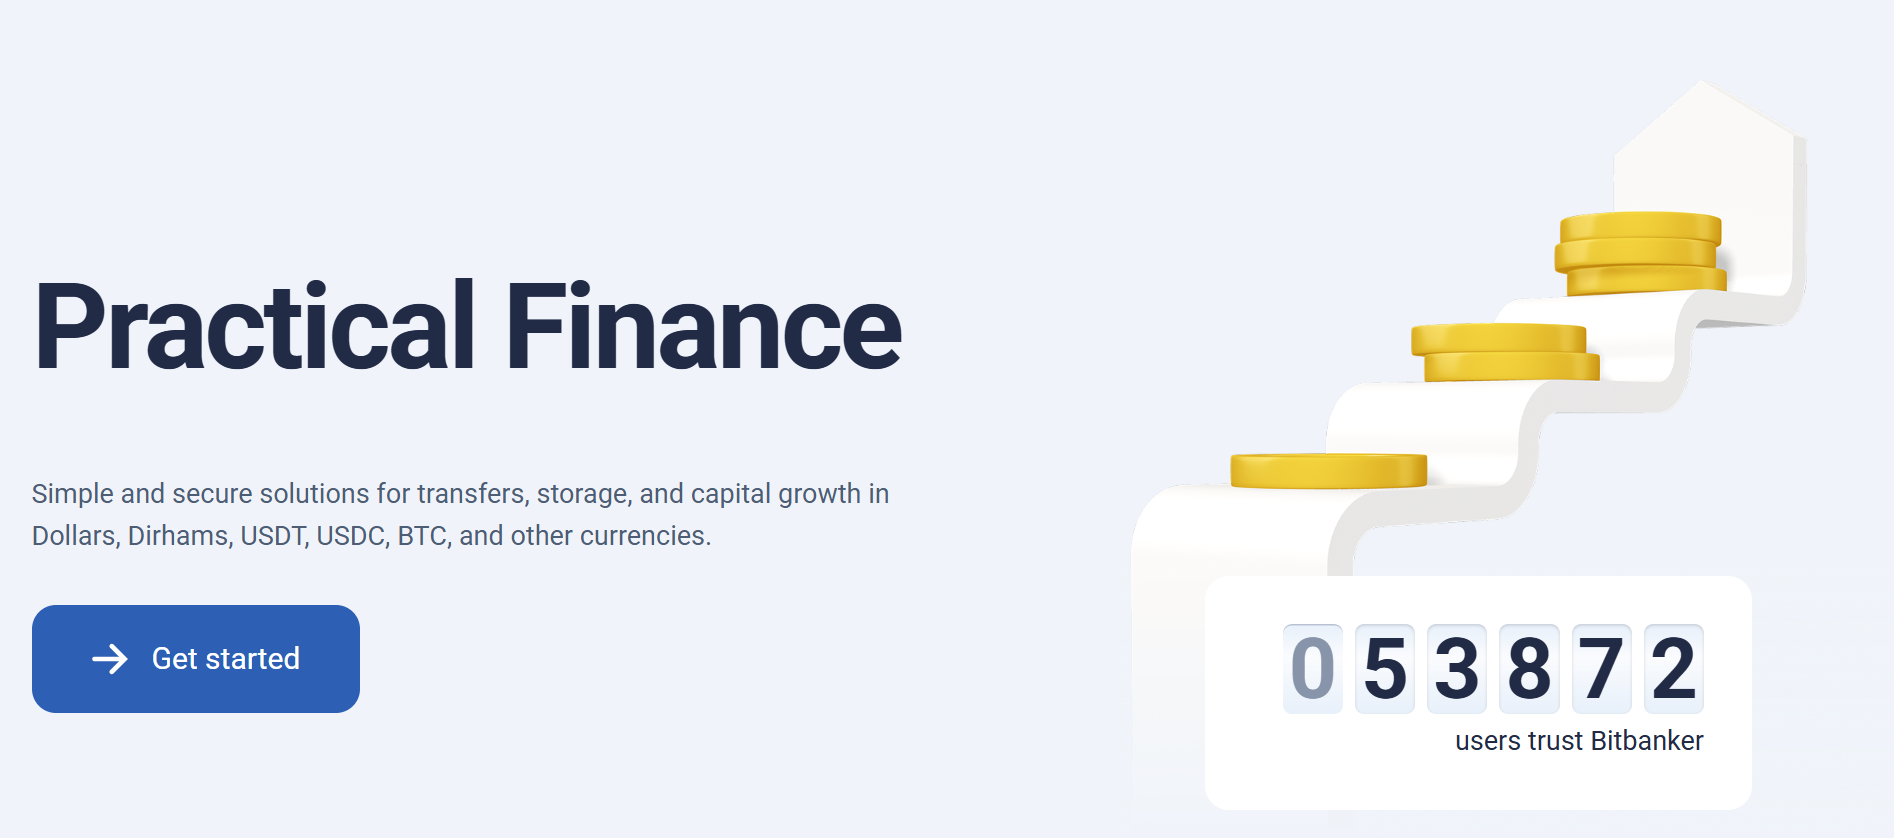 Practical Finance
Simple and secure solutions for transfers, storage, and capital growth in
Dollars, Dirhams, USDT, USDC, BTC, and other currencies.
Get started
053872
users trust Bitbanker